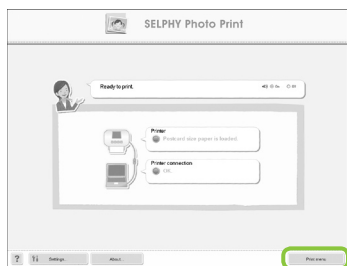 SELPHY Photo Print
Ready to print.
Printer
Postcard size paper is loaded.
Printer connection
OK.
?
Settings...
About...
Print menu